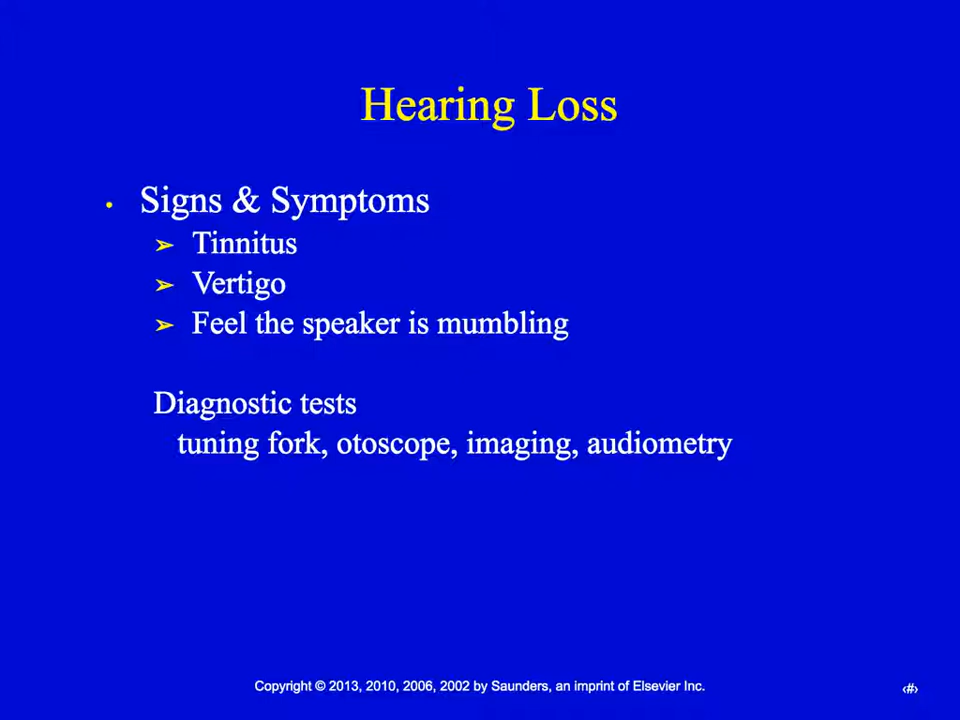 Hearing Loss
• Signs & Symptoms
➢ Tinnitus
➢ Vertigo
➢ Feel the speaker is mumbling
Diagnostic tests
tuning fork, otoscope, imaging, audiometry
Copyright © 2013, 2010, 2006, 2002 by Saunders, an imprint of Elsevier Inc.
‹#›